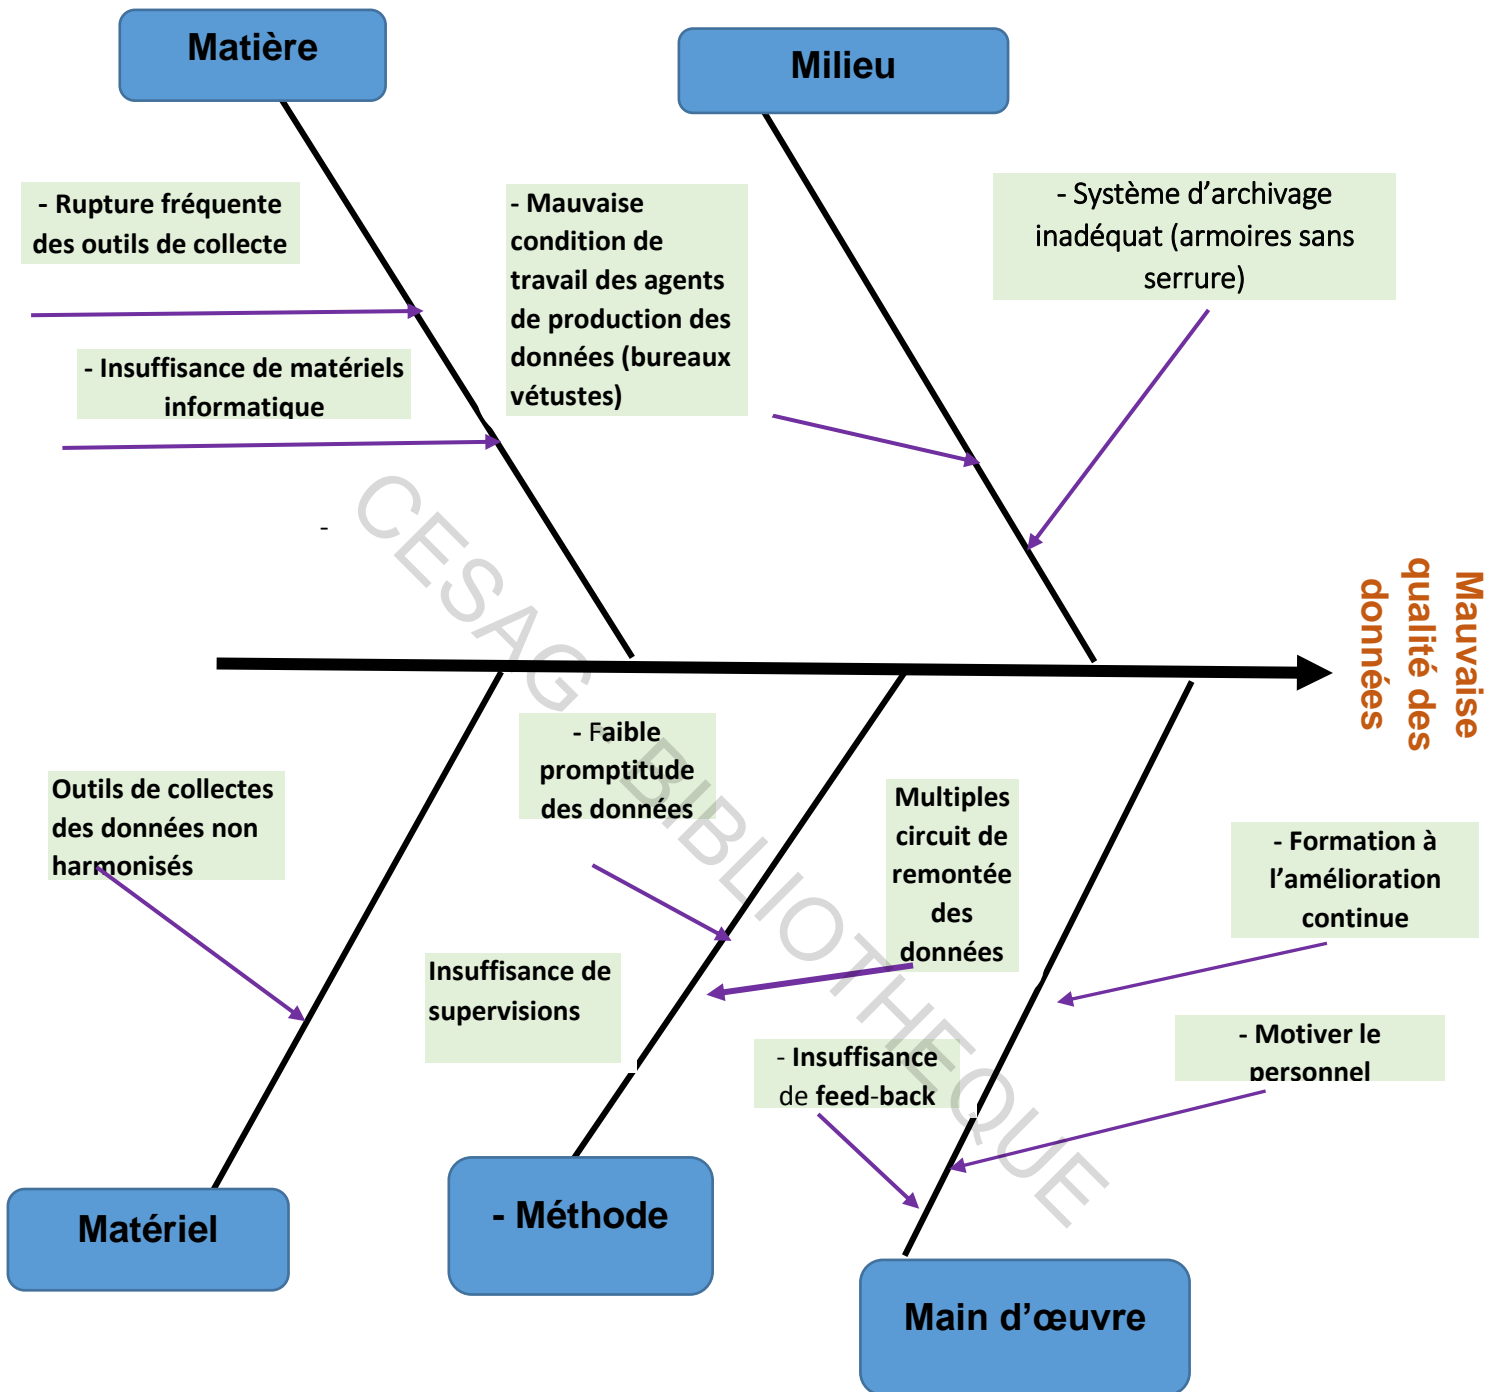 Matière
Milieu
- Rupture fréquente
des outils de collecte
- Mauvaise
condition de
travail des agents
de production des
données (bureaux
vétustes)
- Système d’archivage
inadéquat (armoires sans
serrure)
- Insuffisance de matériels
informatique
-
Mauvaise
qualité des
données
- Faible
promptitude
des données
Outils de collectes
des données non
harmonisés
Multiples
circuit de
remontée
des
données
- Formation à
l’amélioration
continue
Insuffisance de
supervisions
- Insuffisance
de feed-back
- Motiver le
personnel
Matériel
- Méthode
Main d’œuvre
CESAG - BIBLIOTHEQUE